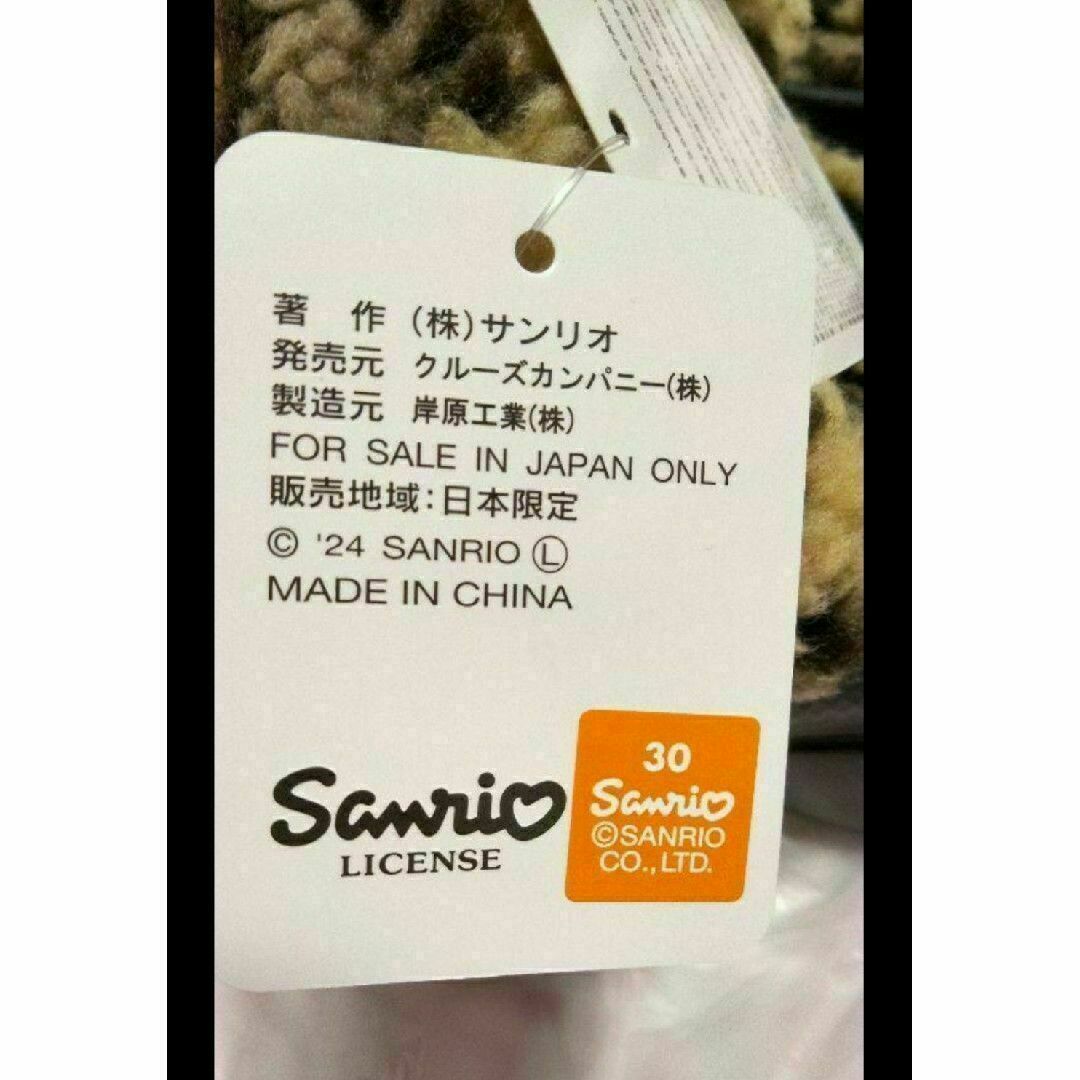 著　作 (株)サンリオ
発売元 クルーズカンパニー(株)
製造元 岸原工業(株)
FOR SALE IN JAPAN ONLY
販売地域:日本限定
© '24 SANRIO Ⓛ
MADE IN CHINA
Sanrio
LICENSE
30
Sanrio
©SANRIO
CO.,LTD.